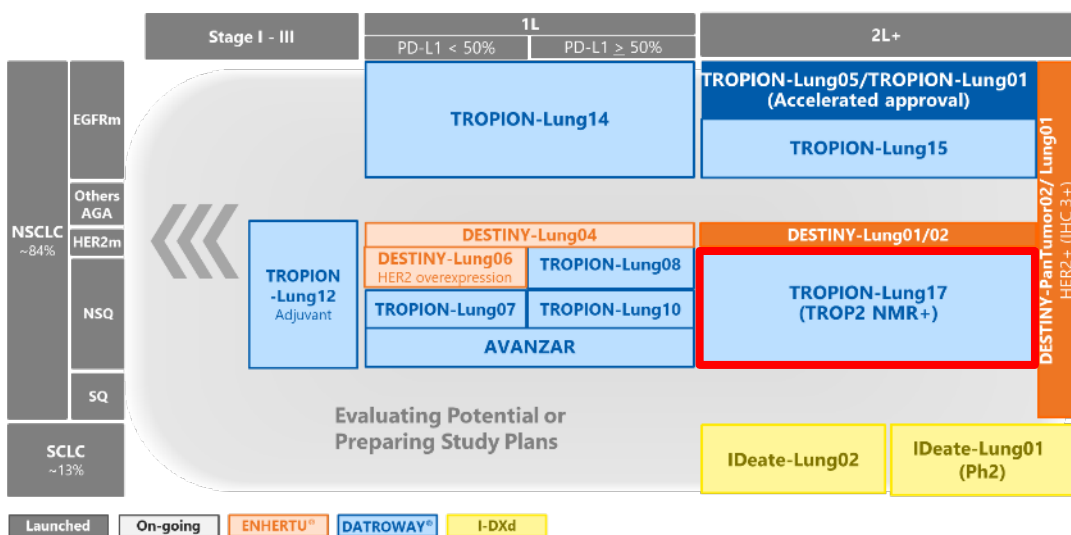 Stage I - III
1L
PD-L1 < 50%
PD-L1 ≥ 50%
2L+
NSCLC
~84%
EGFRm
Others
AGA
HER2m
NSQ
SQ
SCLC
~13%
TROPION-Lung14
TROPION-Lung05/TROPION-Lung01
(Accelerated approval)
TROPION-Lung15
DESTINY-PanTumor02/ Lung01
HER2+ (IHC 3+)
TROPION
-Lung12
Adjuvant
DESTINY-Lung04
DESTINY-Lung06
HER2 overexpression
TROPION-Lung08
TROPION-Lung07
TROPION-Lung10
AVANZAR
DESTINY-Lung01/02
TROPION-Lung17
(TROP2 NMR+)
Evaluating Potential or
Preparing Study Plans
IDeate-Lung02
IDeate-Lung01
(Ph2)
Launched
On-going
ENHERTU®
DATROWAY®
I-DXd